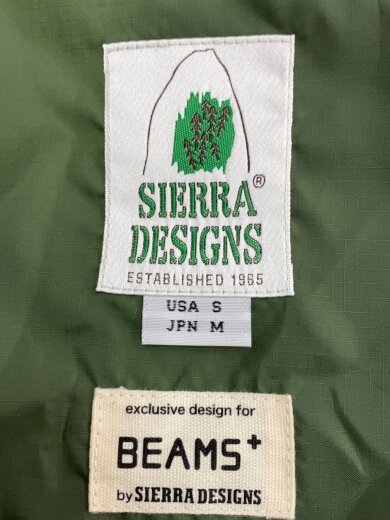 SIERRA®
DESIGNS
ESTABLISHED 1965
USA S
JPN M
exclusive design for
BEAMS+
by SIERRA DESIGNS